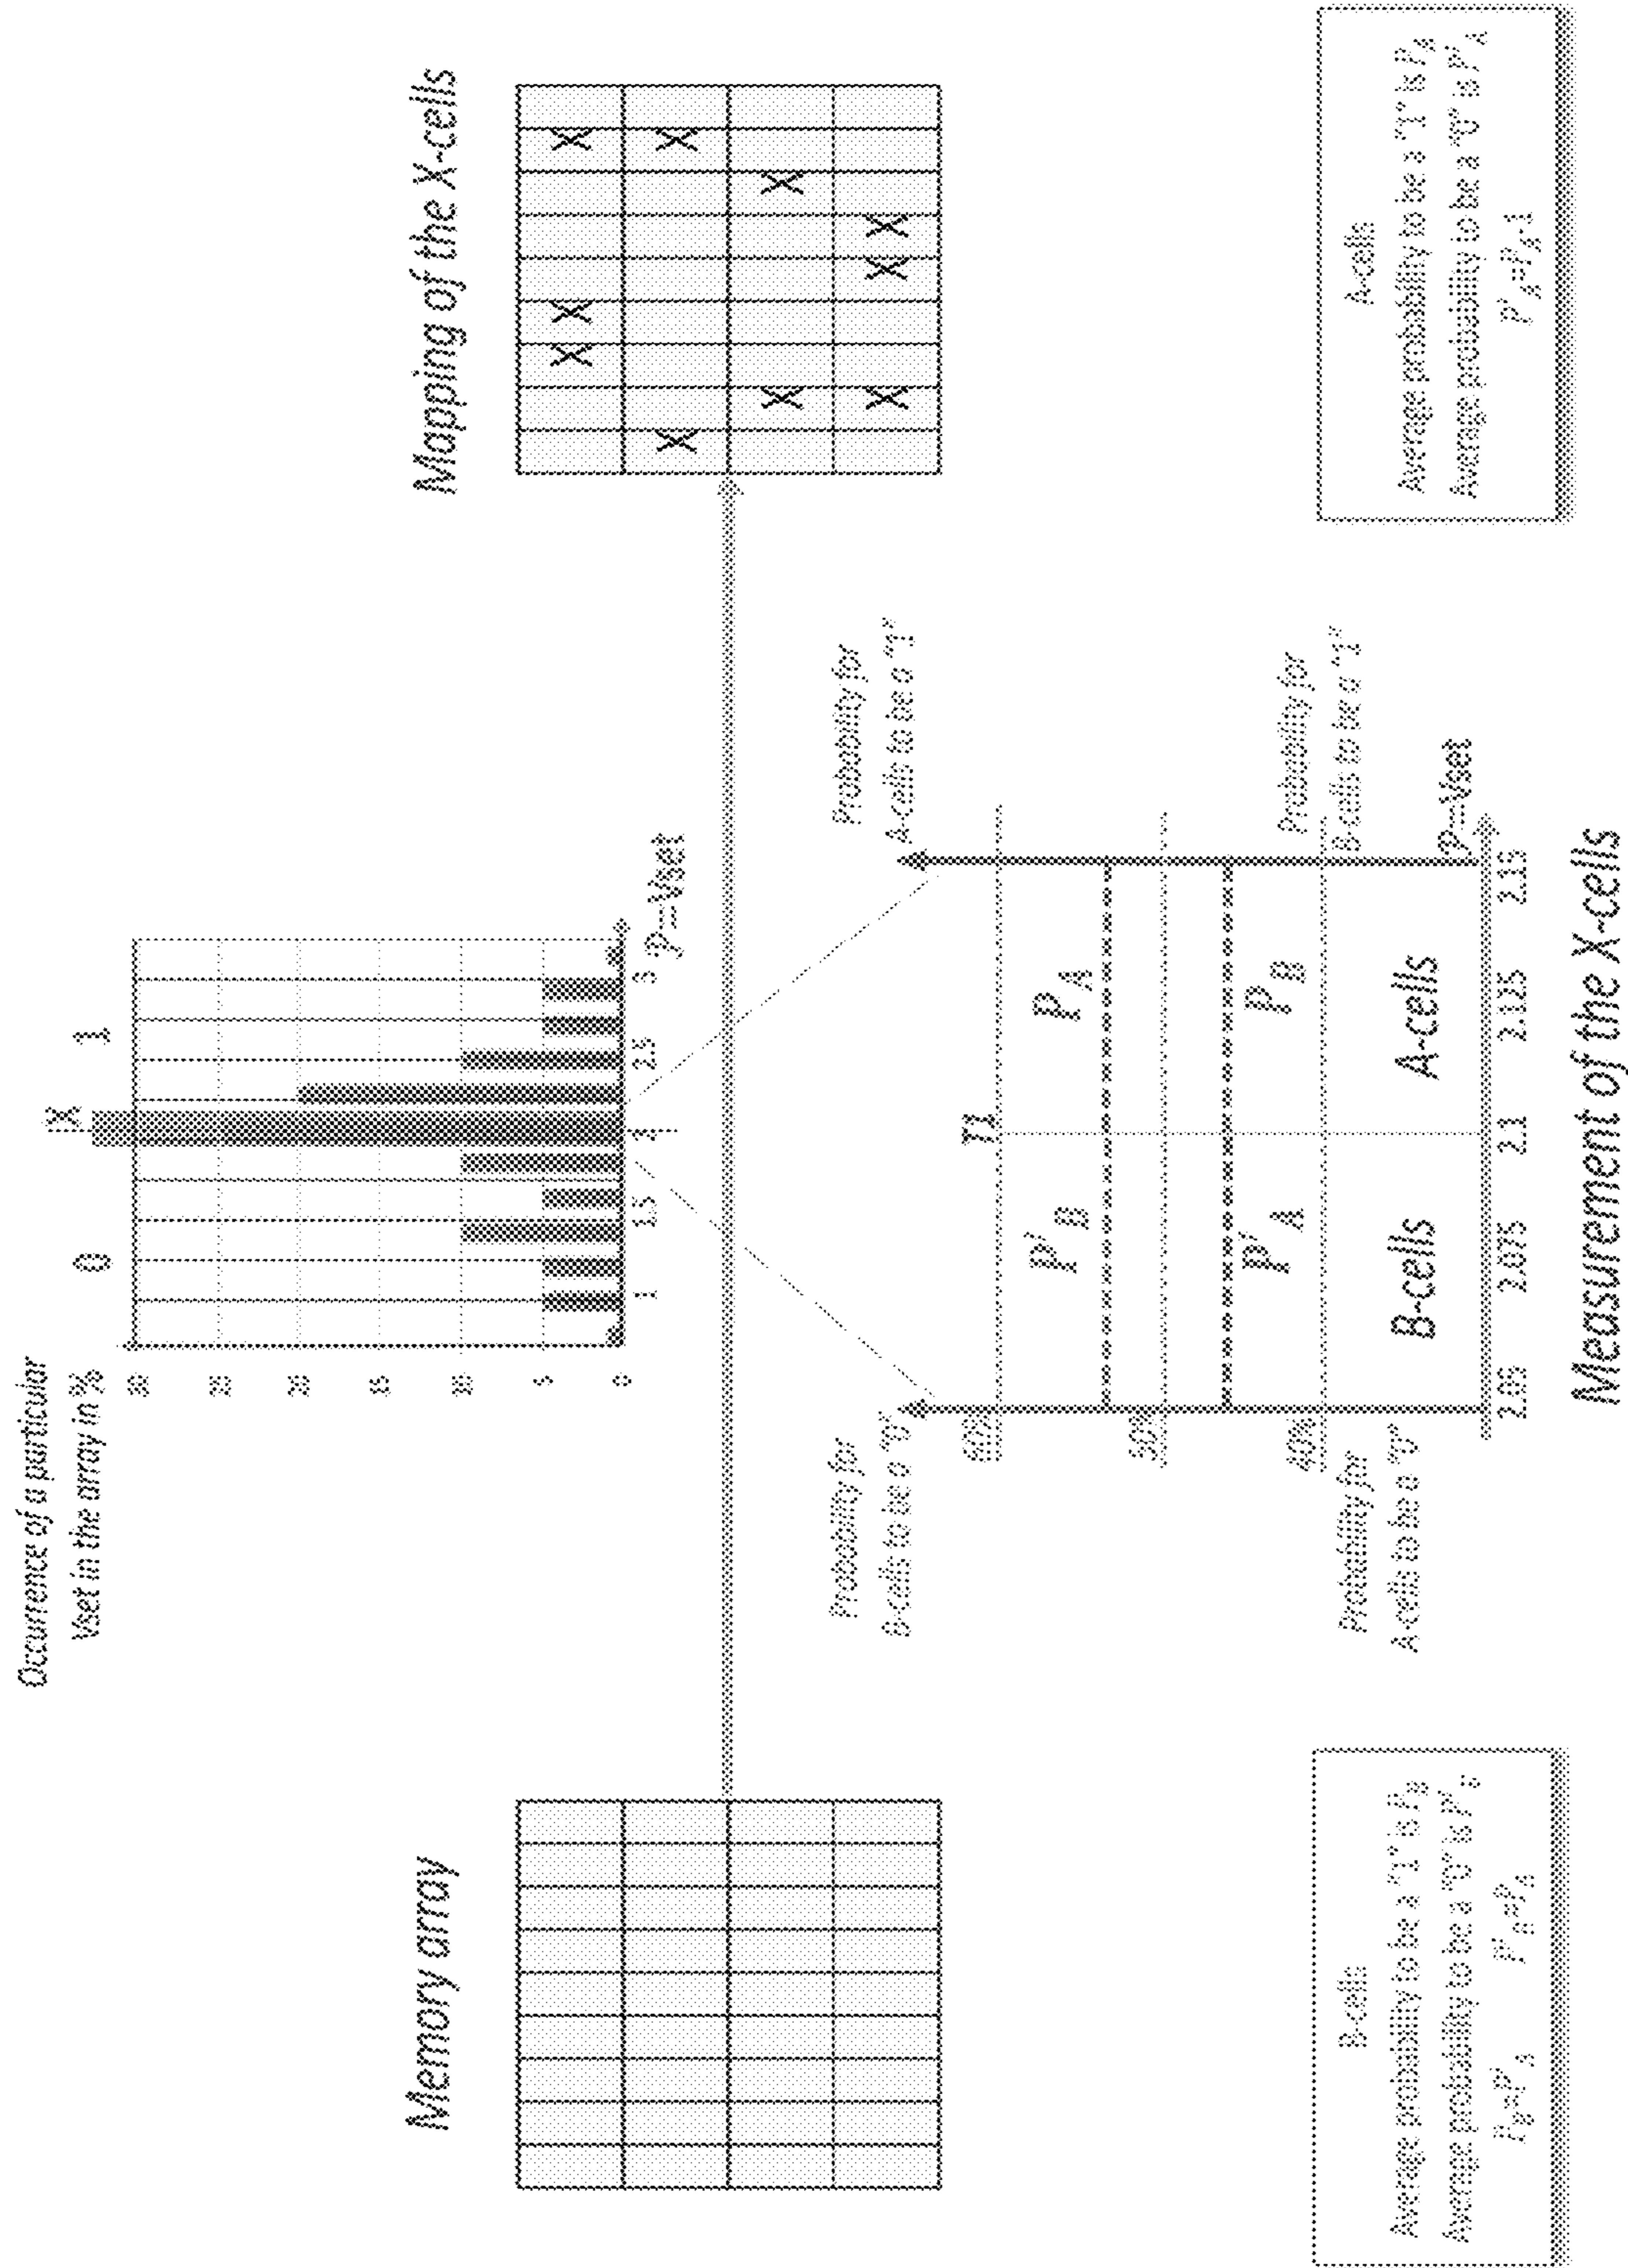 Occurrence of a particular
Vset in the array in %
0
X
1
30
25
20
15
10
5
0
1
1.5
2.5
3
P=Vset
Memory array
Mapping of the X-cells
X X X
X X
X X
X X X
Probability for
B-cells to be a "0"
Probability for
A-cells to be a "1"
60%
50%
40%
T1
P'B
PA
P'A
PB
B-cells
A-cells
Probability for
A-cells to be a "0"
Probability for
B-cells to be a "1"
P=Vset
2.075
2.1
2.125
2.15
Measurement of the X-cells
B-cells
Average probability to be a "1" is PB
Average probability to be a "0" is P'B
PB=P'A P'B=PA
A-cells
Average probability to be a "1" is PA
Average probability to be a "0" is P'A
P'A=PA-1